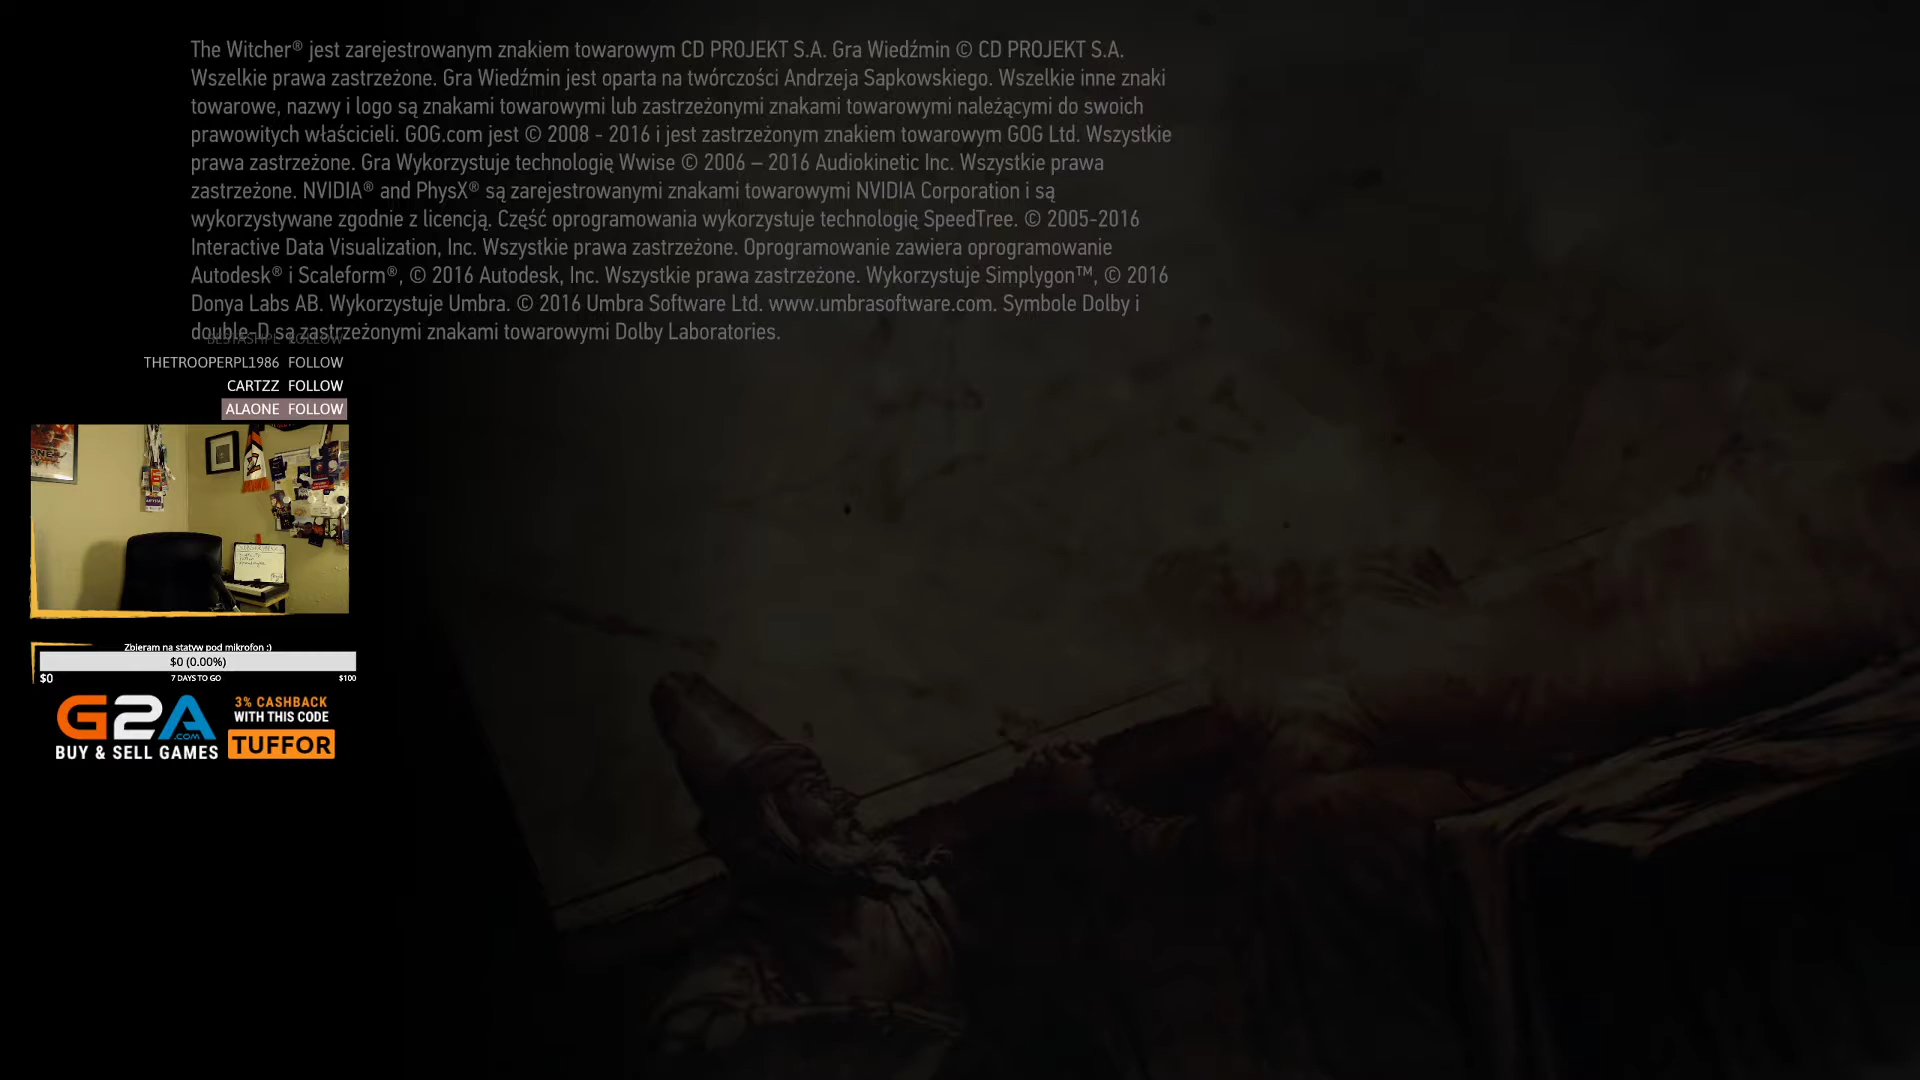 The Witcher® jest zarejestrowanym znakiem towarowym CD PROJEKT S.A. Gra Wiedźmin © CD PROJEKT S.A.
Wszelkie prawa zastrzeżone. Gra Wiedźmin jest oparta na twórczości Andrzeja Sapkowskiego. Wszelkie inne znaki
towarowe, nazwy i logo są znakami towarowymi lub zastrzeżonymi znakami towarowymi należącymi do swoich
prawowitych właścicieli. GOG.com jest © 2008 - 2016 i jest zastrzeżonym znakiem towarowym GOG Ltd. Wszystkie
prawa zastrzeżone. Gra Wykorzystuje technologię Wwise © 2006 – 2016 Audiokinetic Inc. Wszystkie prawa
zastrzeżone. NVIDIA® and PhysX® są zarejestrowanymi znakami towarowymi NVIDIA Corporation i są
wykorzystywane zgodnie z licencją. Część oprogramowania wykorzystuje technologię SpeedTree. © 2005-2016
Interactive Data Visualization, Inc. Wszystkie prawa zastrzeżone. Oprogramowanie zawiera oprogramowanie
Autodesk® i Scaleform®, © 2016 Autodesk, Inc. Wszystkie prawa zastrzeżone. Wykorzystuje Simplygon™, © 2016
Donya Labs AB. Wykorzystuje Umbra. © 2016 Umbra Software Ltd. www.umbrasoftware.com. Symbole Dolby i
double-D są zastrzeżonymi znakami towarowymi Dolby Laboratories.
FOLLOW
THETROOPERPL1986 FOLLOW
CARTZZ FOLLOW
ALAONE FOLLOW
Zbieram na statyw pod mikrofon :)
$0 (0.00%)
$0 7 DAYS TO GO $100
G2A.COM
BUY & SELL GAMES
3% CASHBACK
WITH THIS CODE
TUFFOR